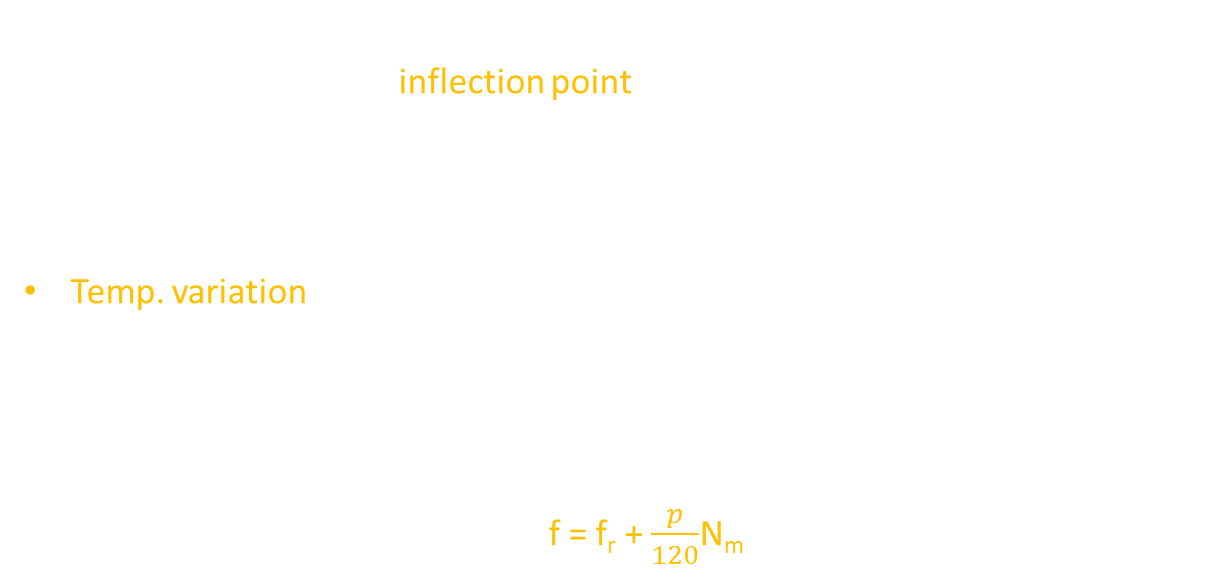 inflection point
• Temp. variation
f = fr + p/120 Nm